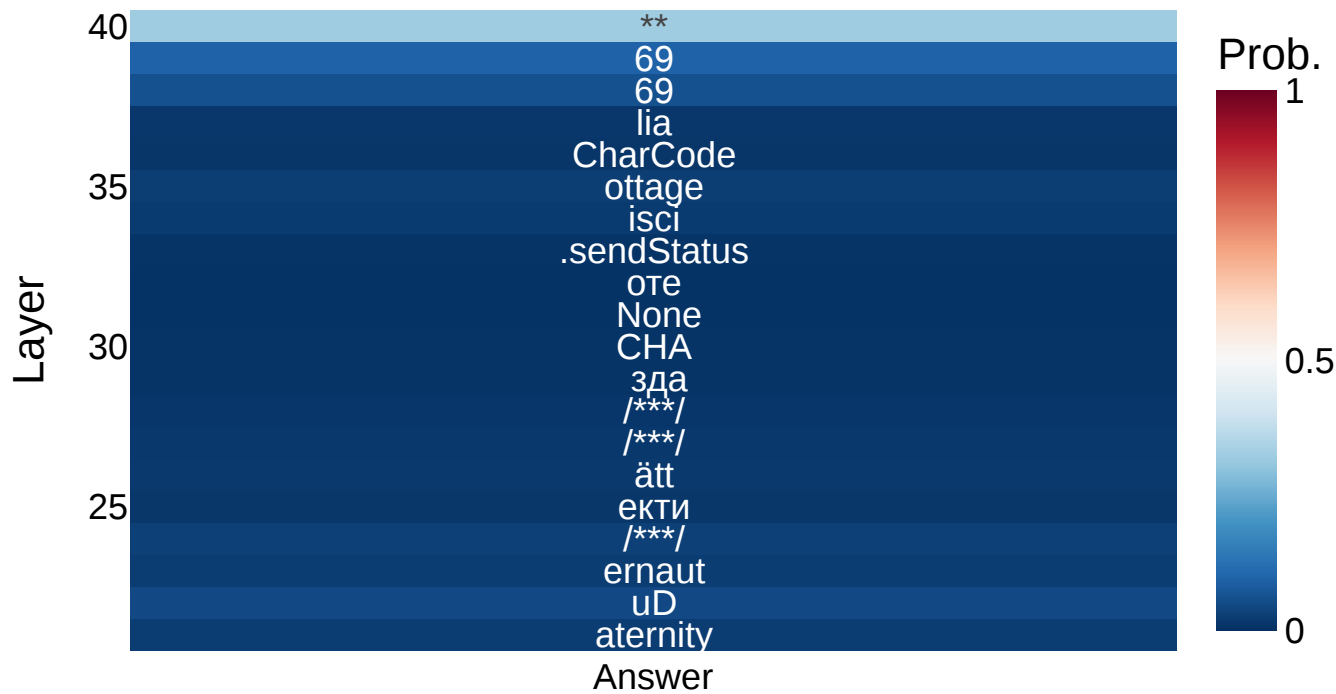 40
**
69
69
lia
CharCode
35
ottage
isci
.sendStatus
оте
None
30
CHA
зда
/***/
/***/
ätt
25
екти
/***/
ernaut
uD
aternity
Layer
Answer
Prob.
1
0.5
0